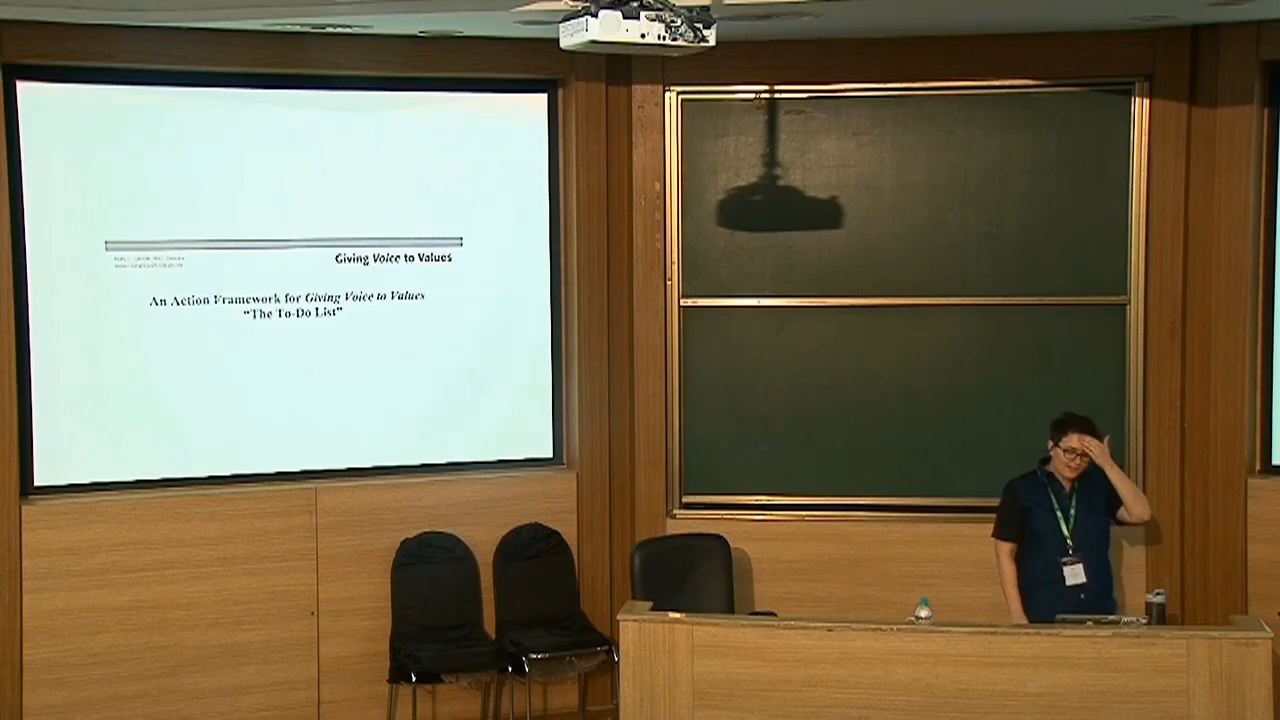 Giving Voice to Values
An Action Framework for Giving Voice to Values
“The To-Do List”